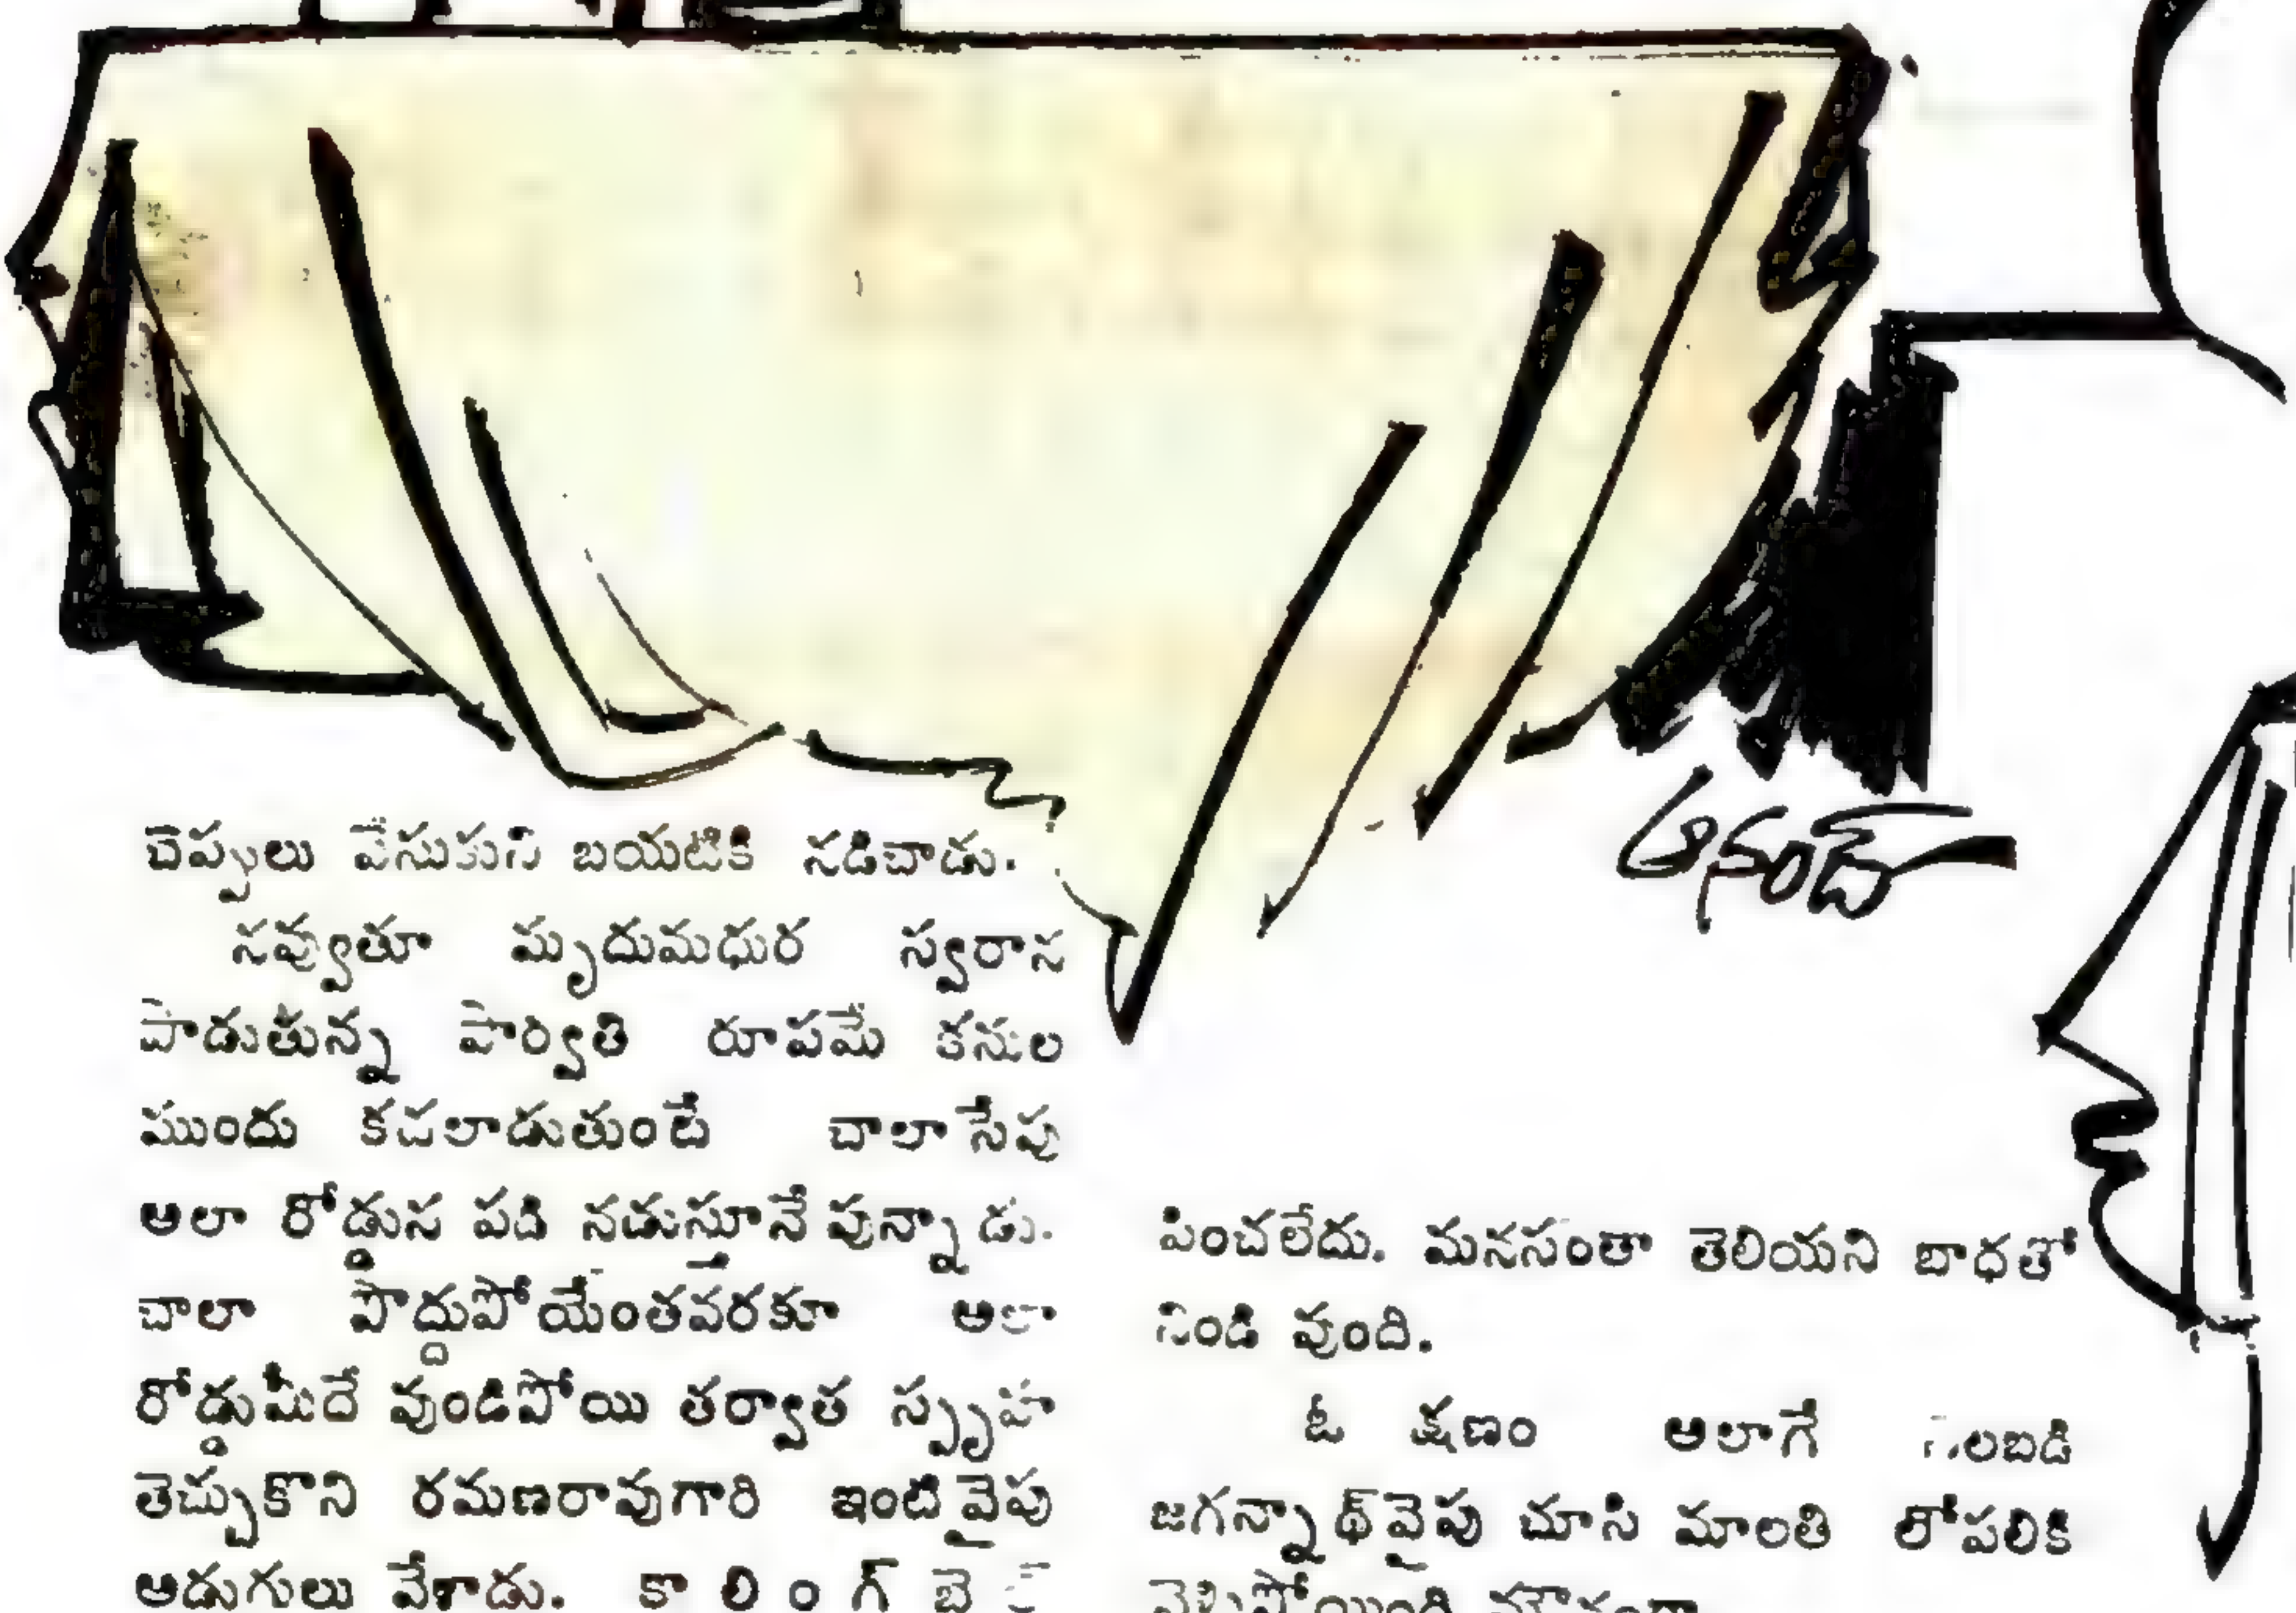 చెప్పులు వేసుకుని బయటికి నడిచాడు.
నవ్వుతూ మృదుమధుర స్వరాన
పాడుతున్న పార్వతి రూపమే కనుల
ముందు కదలాడుతుంటే చాలా సేపు
అలా రోడ్డున పడి నడుస్తూనే వున్నాడు.
చాలా పొద్దుపోయేంతవరకూ అలా
రోడ్డుమీదే వుండిపోయి తర్వాత స్పృహ
తెచ్చుకొని రమణరావుగారి ఇంటి వైపు
అడుగులు వేశాడు. కా లి ం గ్ బె
ఆనంద్
పించలేదు. మనసంతా తెలియని బాధతో
నిండి వుంది.
ఓ క్షణం అలాగే నిలబడి
జగన్నాథ్‌వైపు చూసి మాలతి లోపలికి